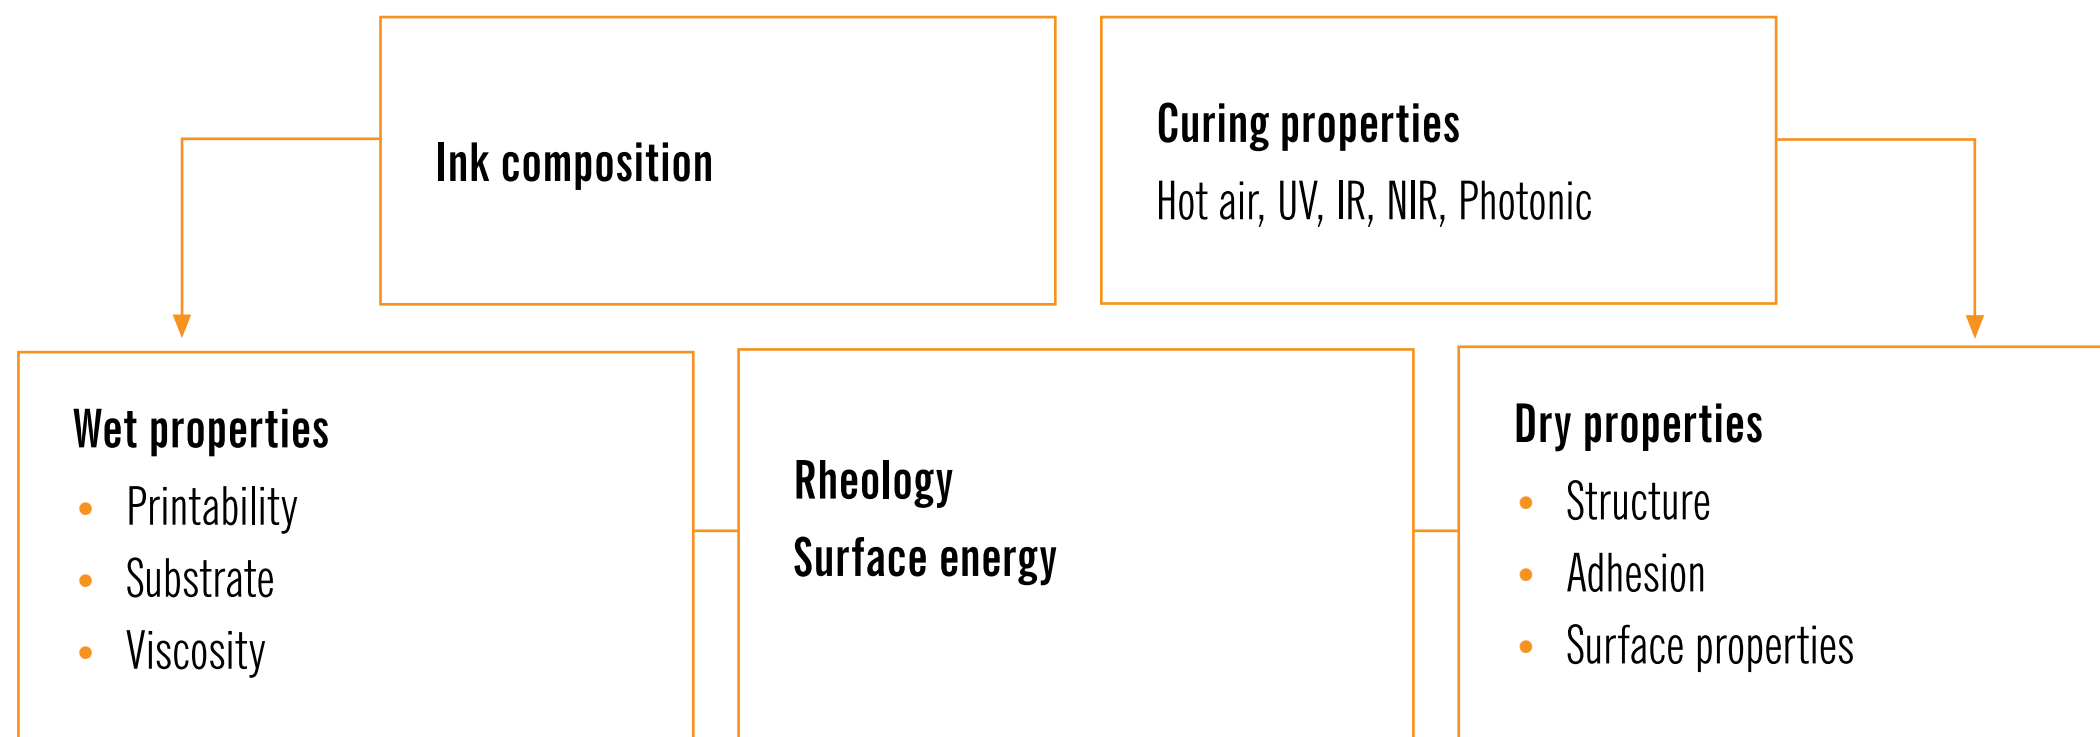 Ink composition
Curing properties
Hot air, UV, IR, NIR, Photonic
Wet properties
• Printability
• Substrate
• Viscosity
Rheology
Surface energy
Dry properties
• Structure
• Adhesion
• Surface properties